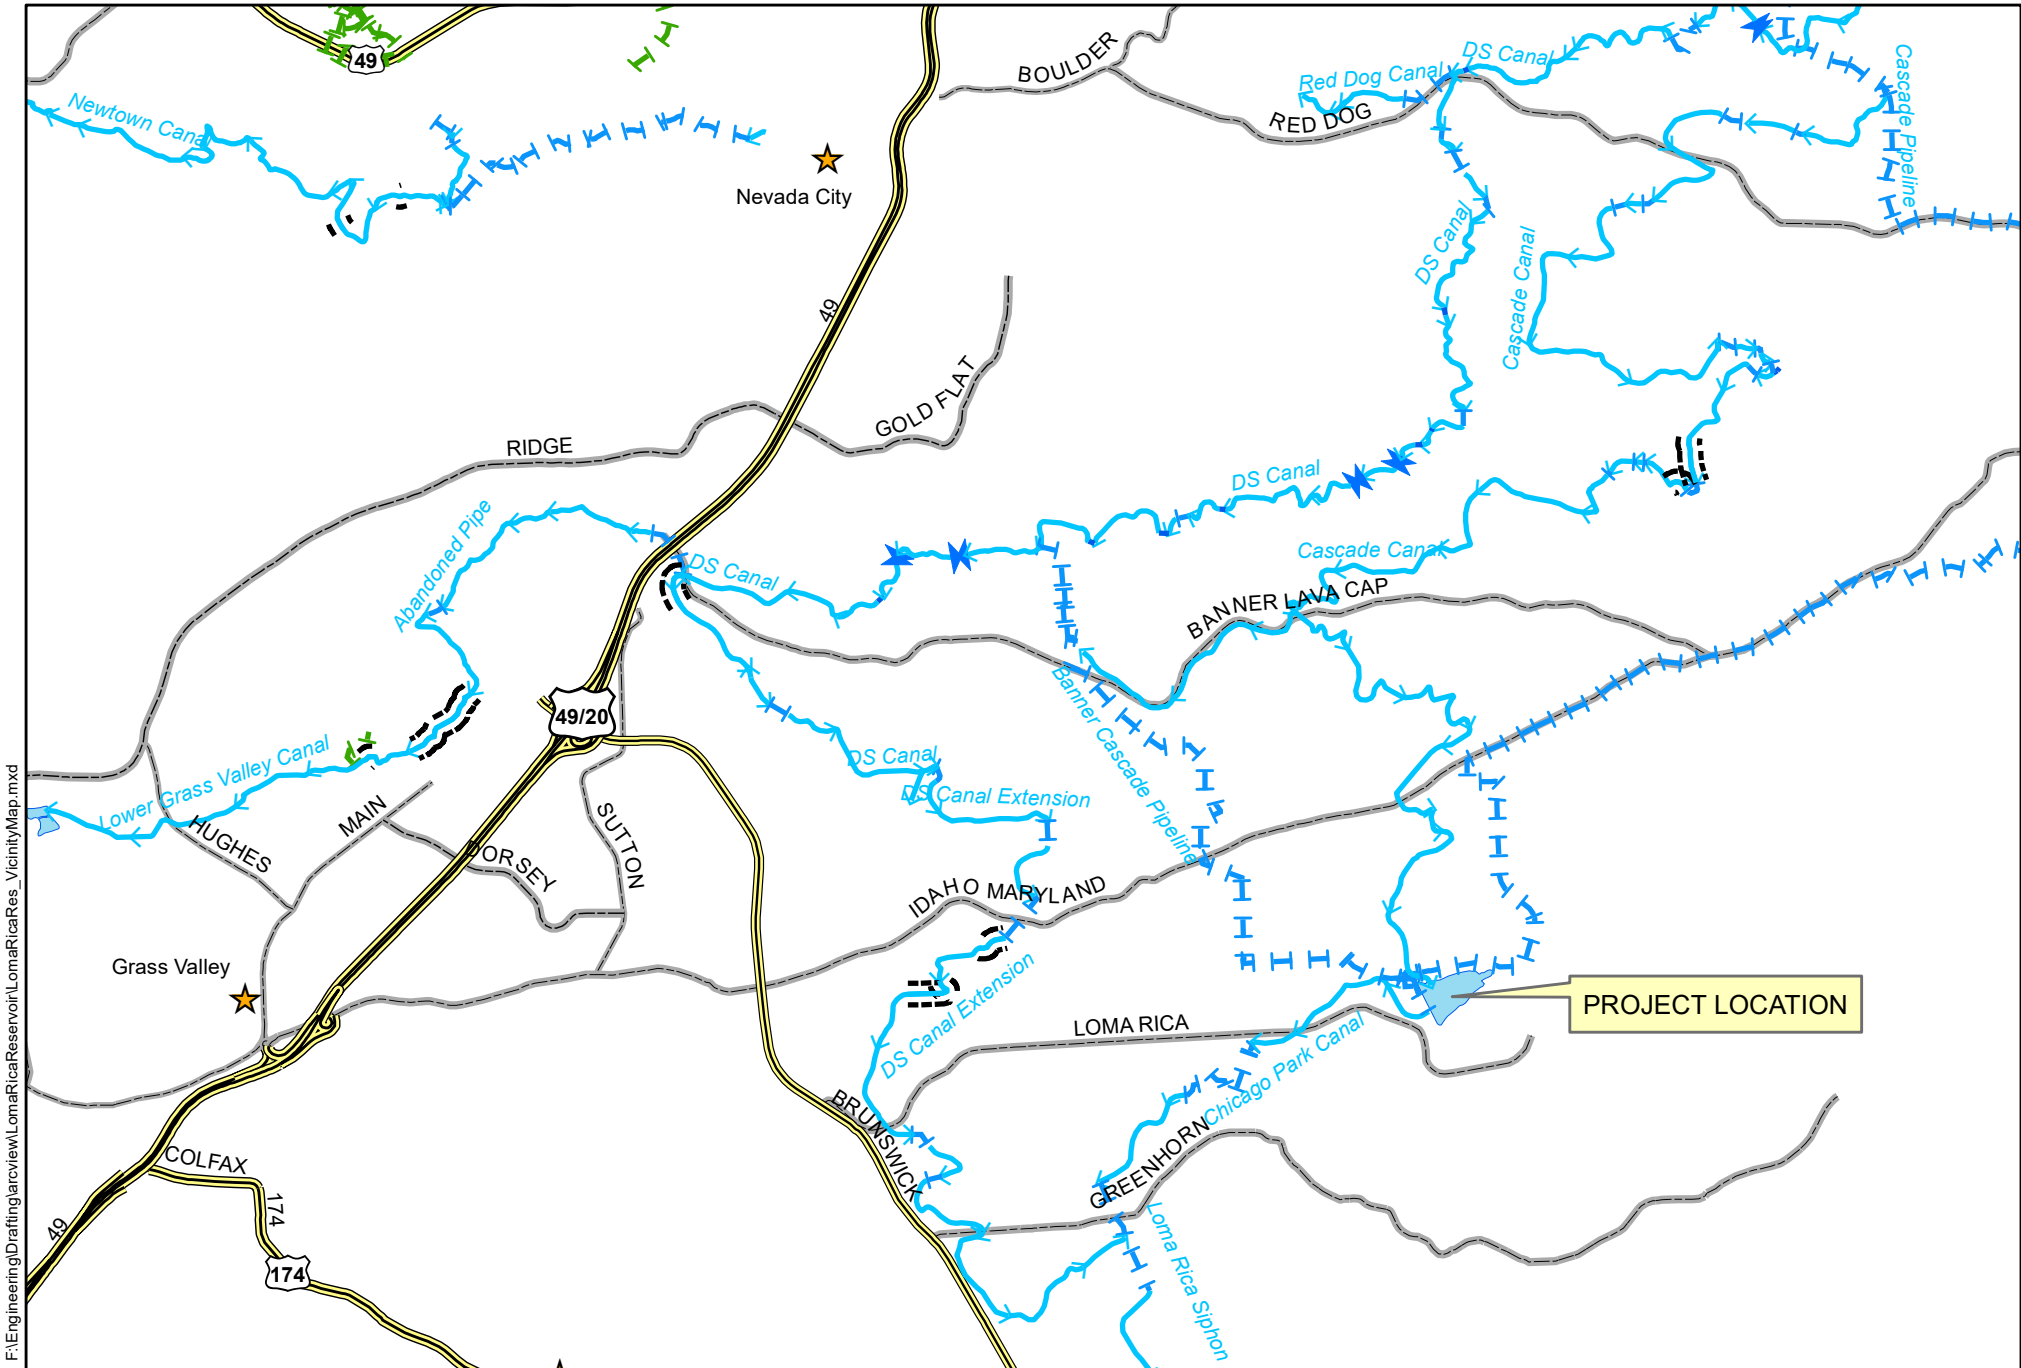 49
BOULDER
DS Canal
Red Dog Canal
RED DOG
Cascade Pipeline
Newtown Canal
Nevada City
DS Canal
Cascade Canal
49
GOLD FLAT
RIDGE
DS Canal
Abandoned Pipe
DS Canal
Cascade Canal
BANNER LAVA CAP
49/20
Banner Cascade Pipeline
DS Canal
DS Canal Extension
Lower Grass Valley Canal
HUGHES
MAIN
DORSEY
SUTTON
IDAHO MARYLAND
Grass Valley
DS Canal Extension
LOMA RICA
PROJECT LOCATION
Chicago Park Canal
BRUNSWICK
GREENHORN
COLFAX
174
49
174
Loma Rica Siphon
F:\Engineering\Drafting\arcview\LomaRicaReservoir\LomaRicaRes_VicinityMap.mxd